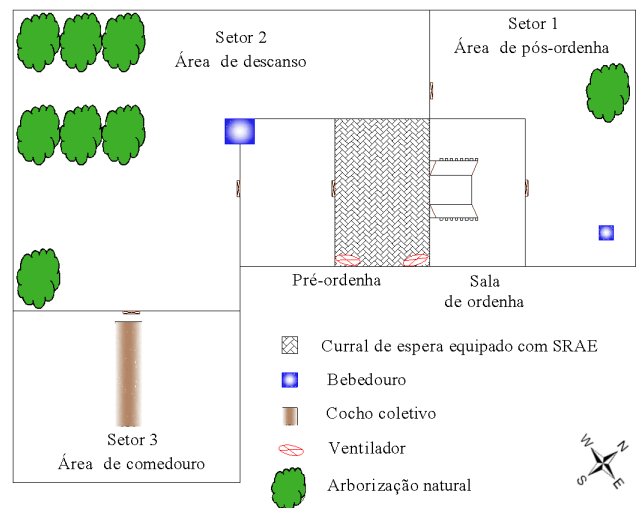 Setor 2
Área de descanso
Setor 1
Área de pós-ordenha
Pré-ordenha
Sala
de ordenha
Curral de espera equipado com SRAE
Bebedouro
Cocho coletivo
Setor 3
Área de comedouro
Ventilador
Arborização natural
W
N
S
E